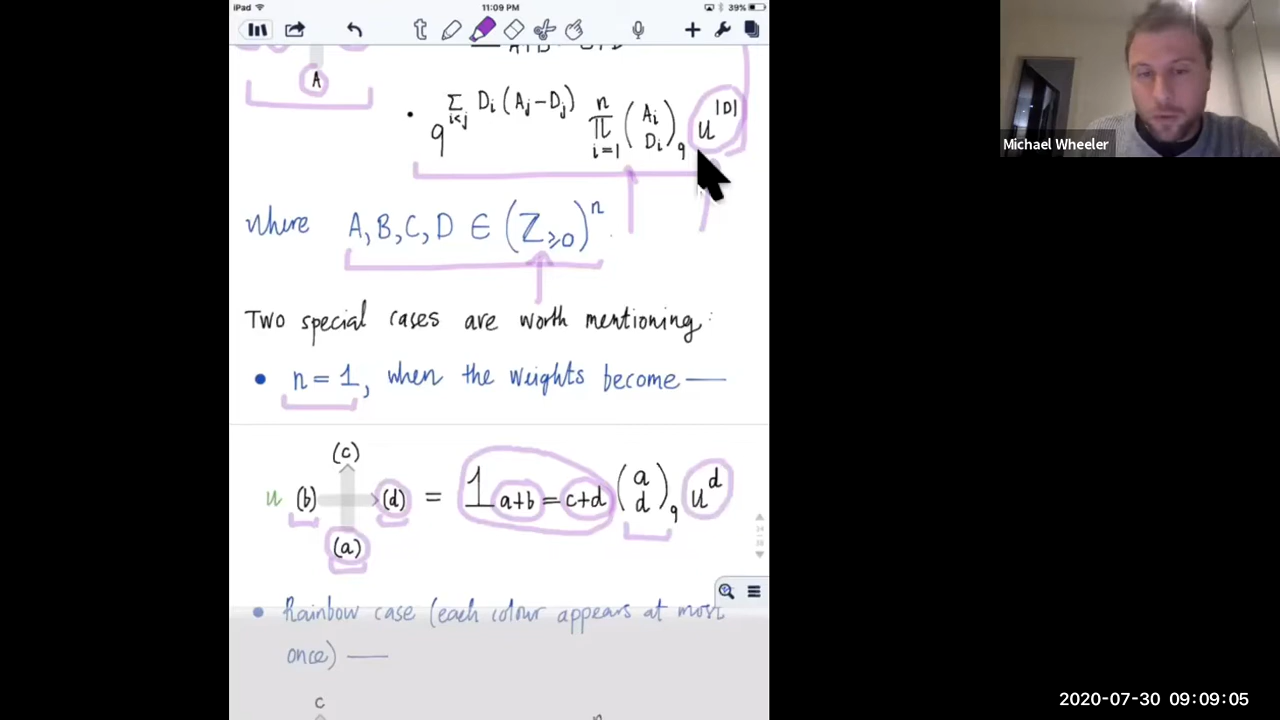 iPad 11:09 PM 39%
t
A
• q^{Σ_{i<j} D_i (A_j − D_j)} ∏_{i=1}^{n} (A_i D_i)_q u^{|D|}
Michael Wheeler
where A, B, C, D ∈ (ℤ_{≥0})^n.
Two special cases are worth mentioning:
• n = 1, when the weights become —
(c)
u (b) (d) = 1_{a+b = c+d} (a d)_q u^d
(a)
• Rainbow case (each colour appears at most
once) —
c
n
2020-07-30 09:09:05